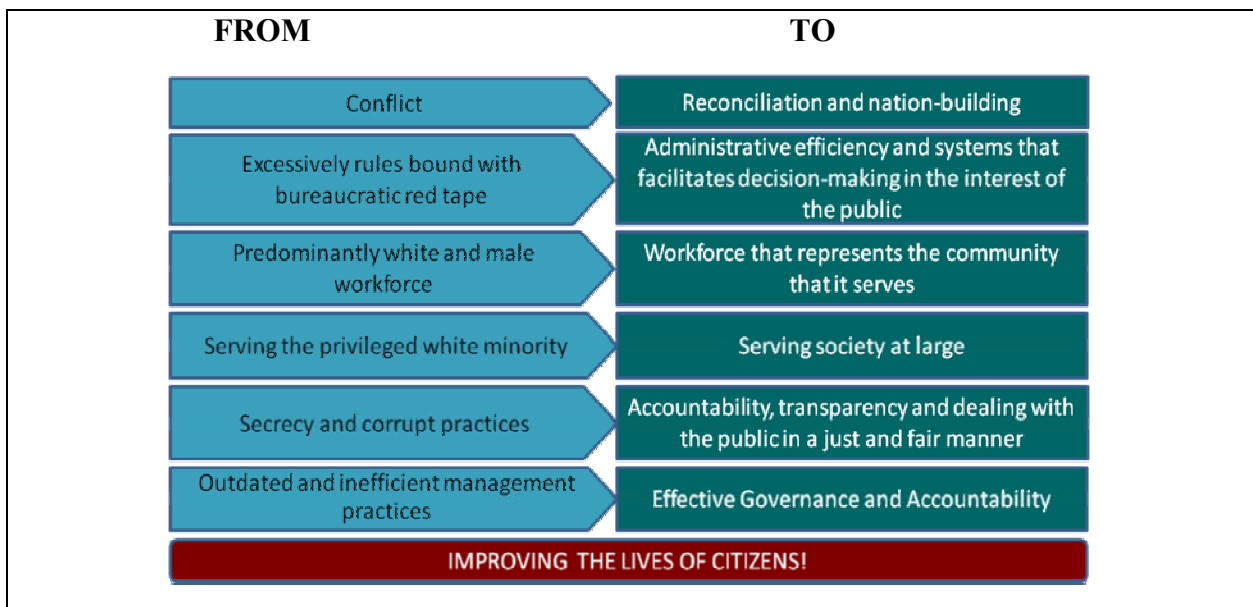 FROM TO
Conflict
Reconciliation and nation-building
Excessively rules bound with
bureaucratic red tape
Administrative efficiency and systems that
facilitates decision-making in the interest of
the public
Predominantly white and male
workforce
Workforce that represents the community
that it serves
Serving the privileged white minority
Serving society at large
Secrecy and corrupt practices
Accountability, transparency and dealing with
the public in a just and fair manner
Outdated and inefficient management
practices
Effective Governance and Accountability
IMPROVING THE LIVES OF CITIZENS!